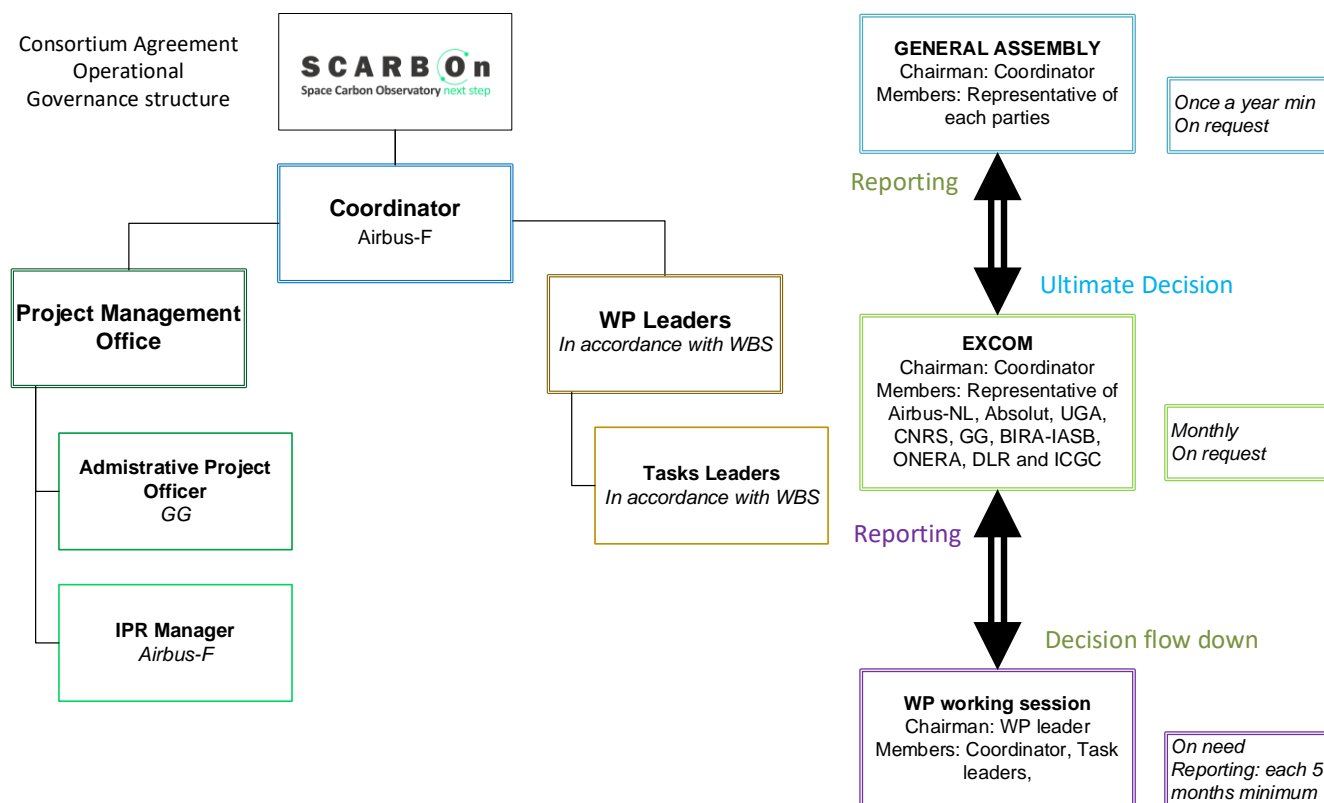 Consortium Agreement
Operational
Governance structure
SCARBOn
Space Carbon Observatory next step
Coordinator
Airbus-F
Project Management
Office
WP Leaders
In accordance with WBS
Admistrative Project
Officer
GG
Tasks Leaders
In accordance with WBS
IPR Manager
Airbus-F
GENERAL ASSEMBLY
Chairman: Coordinator
Members: Representative of
each parties
Once a year min
On request
Reporting
Ultimate Decision
EXCOM
Chairman: Coordinator
Members: Representative of
Airbus-NL, Absolut, UGA,
CNRS, GG, BIRA-IASB,
ONERA, DLR and ICGC
Monthly
On request
Reporting
Decision flow down
WP working session
Chairman: WP leader
Members: Coordinator, Task
leaders,
On need
Reporting: each 5
months minimum